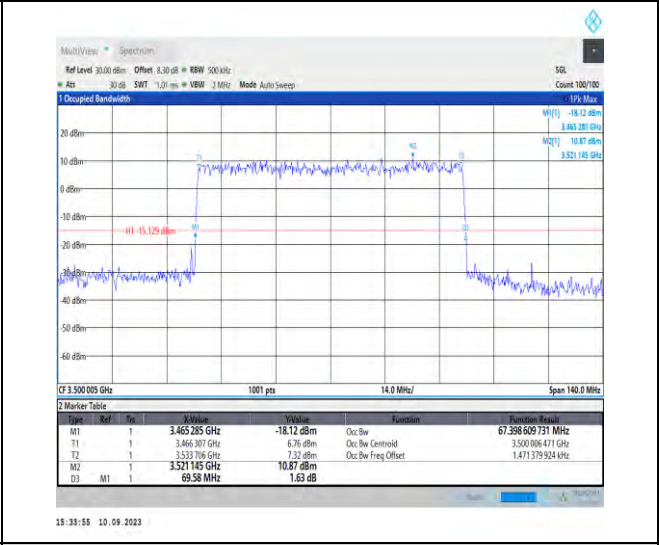 MultiView Spectrum
Ref Level 30.00 dBm Offset 8.30 dB RBW 500 kHz SGL
Att 30 dB SWT 1.01 ms VBW 2 MHz Mode Auto Sweep Count 100/100
1 Occupied Bandwidth 1Pk Max
M1[1] -18.12 dBm
3.465 285 GHz
M2[1] 10.87 dBm
3.521 145 GHz
20 dBm
M2
T1
10 dBm
0 dBm
-10 dBm
H1 -15.129 dBm
M1
-20 dBm
-30 dBm
-40 dBm
-50 dBm
-60 dBm
CF 3.500 005 GHz 1001 pts 14.0 MHz/ Span 140.0 MHz
2 Marker Table
Type Ref Trc X-Value Y-Value Function Function Result
M1 1 3.465 285 GHz -18.12 dBm Occ Bw 67.398 609 731 MHz
T1 1 3.466 307 GHz 6.76 dBm Occ Bw Centroid 3.500 006 471 GHz
T2 1 3.533 706 GHz 7.32 dBm Occ Bw Freq Offset 1.471 379 924 kHz
M2 1 3.521 145 GHz 10.87 dBm
D3 M1 1 69.58 MHz 1.63 dB
15:33:55 10.09.2023